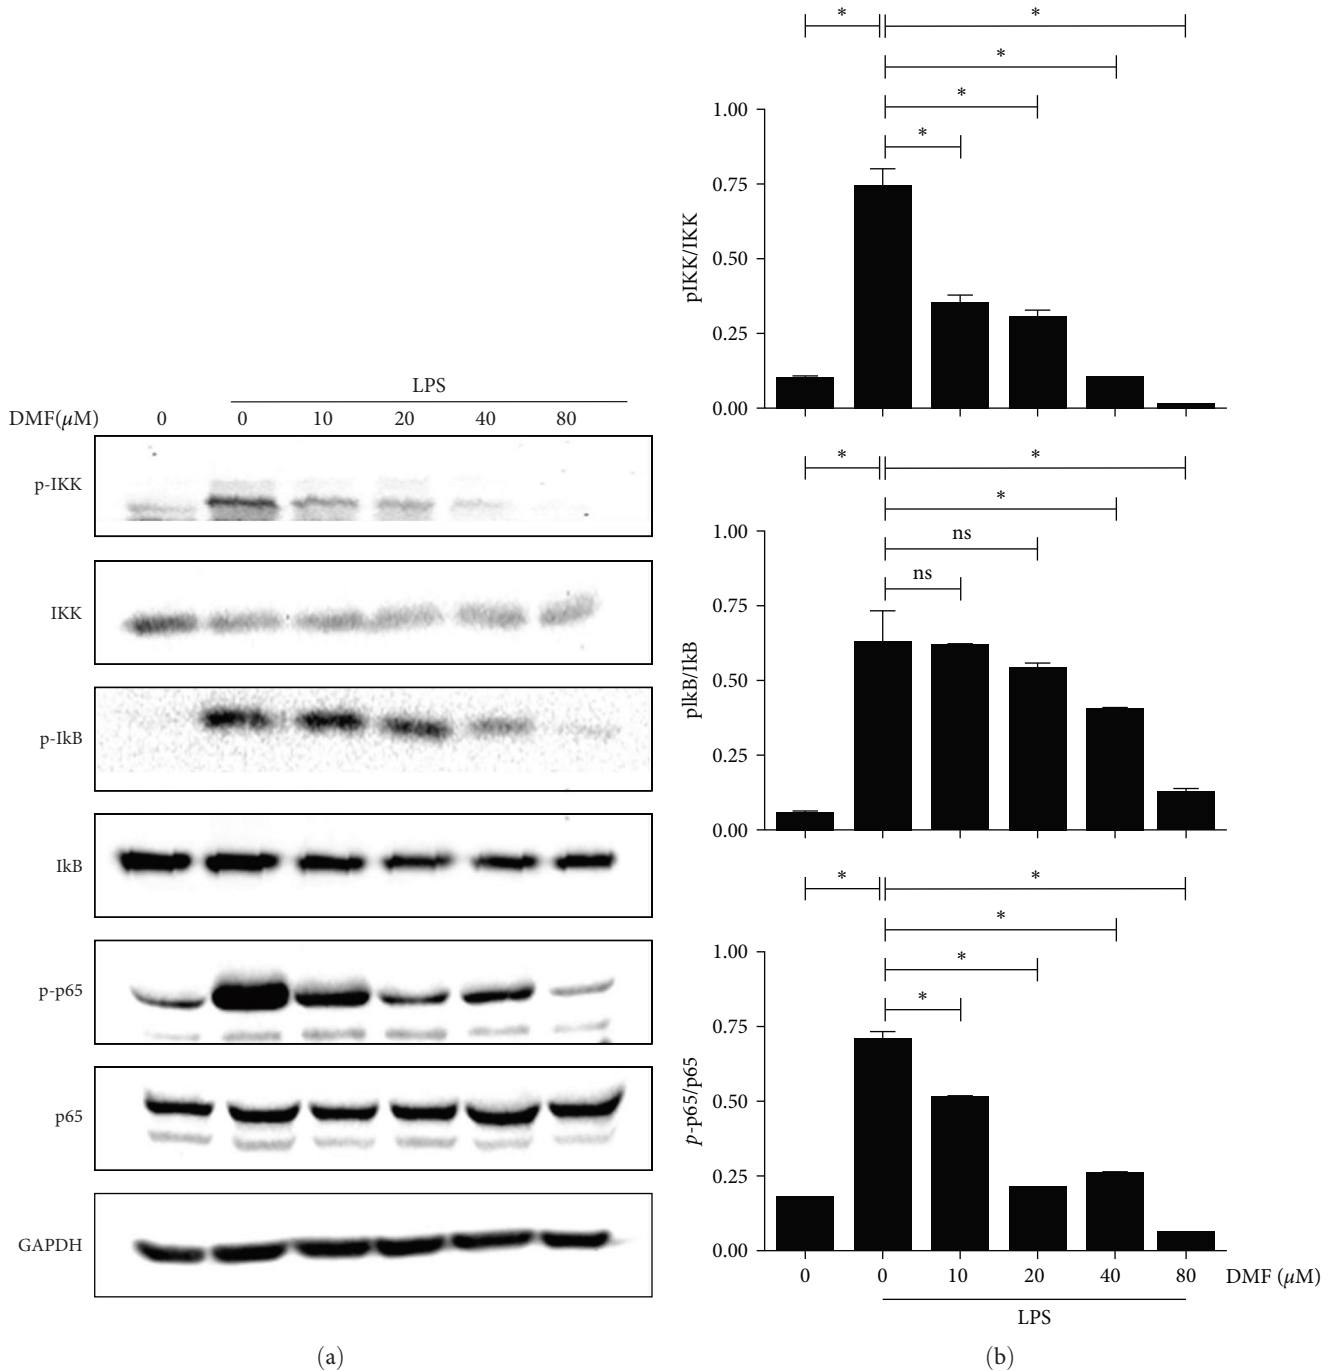 LPS
DMF(μM) 0 0 10 20 40 80
p-IKK
IKK
p-IkB
IkB
p-p65
p65
GAPDH
(a)
* *
*
*
*
1.00
0.75
0.50
0.25
0.00
pIKK/IKK
* *
*
ns
ns
1.00
0.75
0.50
0.25
0.00
pIkB/IkB
* *
*
*
*
1.00
0.75
0.50
0.25
0.00
p-p65/p65
0 0 10 20 40 80 DMF (μM)
LPS
(b)